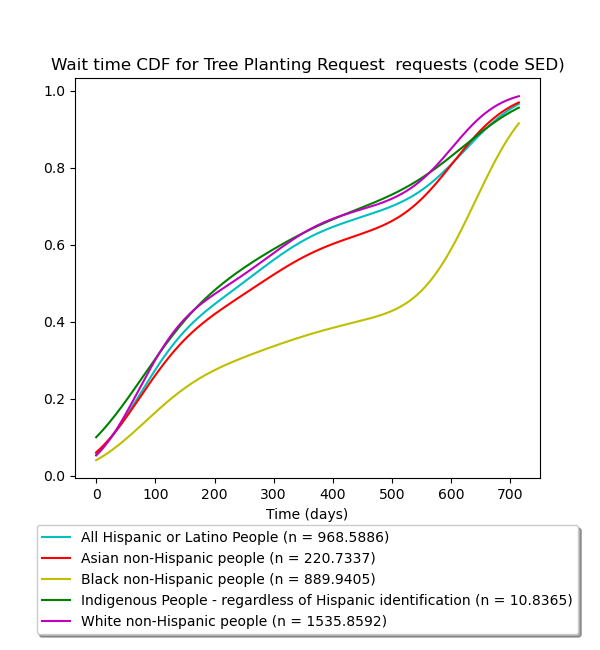 Wait time CDF for Tree Planting Request  requests (code SED)
1.0
0.8
0.6
0.4
0.2
0.0
0 100 200 300 400 500 600 700
Time (days)
All Hispanic or Latino People (n = 968.5886)
Asian non-Hispanic people (n = 220.7337)
Black non-Hispanic people (n = 889.9405)
Indigenous People - regardless of Hispanic identification (n = 10.8365)
White non-Hispanic people (n = 1535.8592)